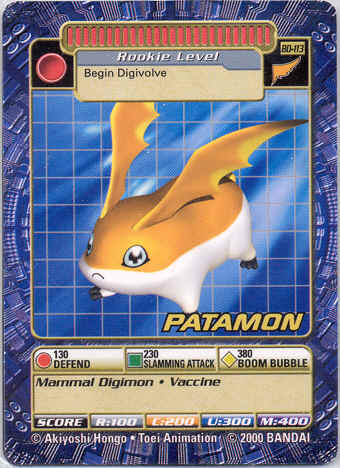 Rookie Level
BD-113
Begin Digivolve
PATAMON
130
DEFEND
230
SLAMMING ATTACK
380
BOOM BUBBLE
Mammal Digimon • Vaccine
SCORE R:100 C:200 U:300 M:400
© Akiyoshi Hongo • Toei Animation © 2000 BANDAI